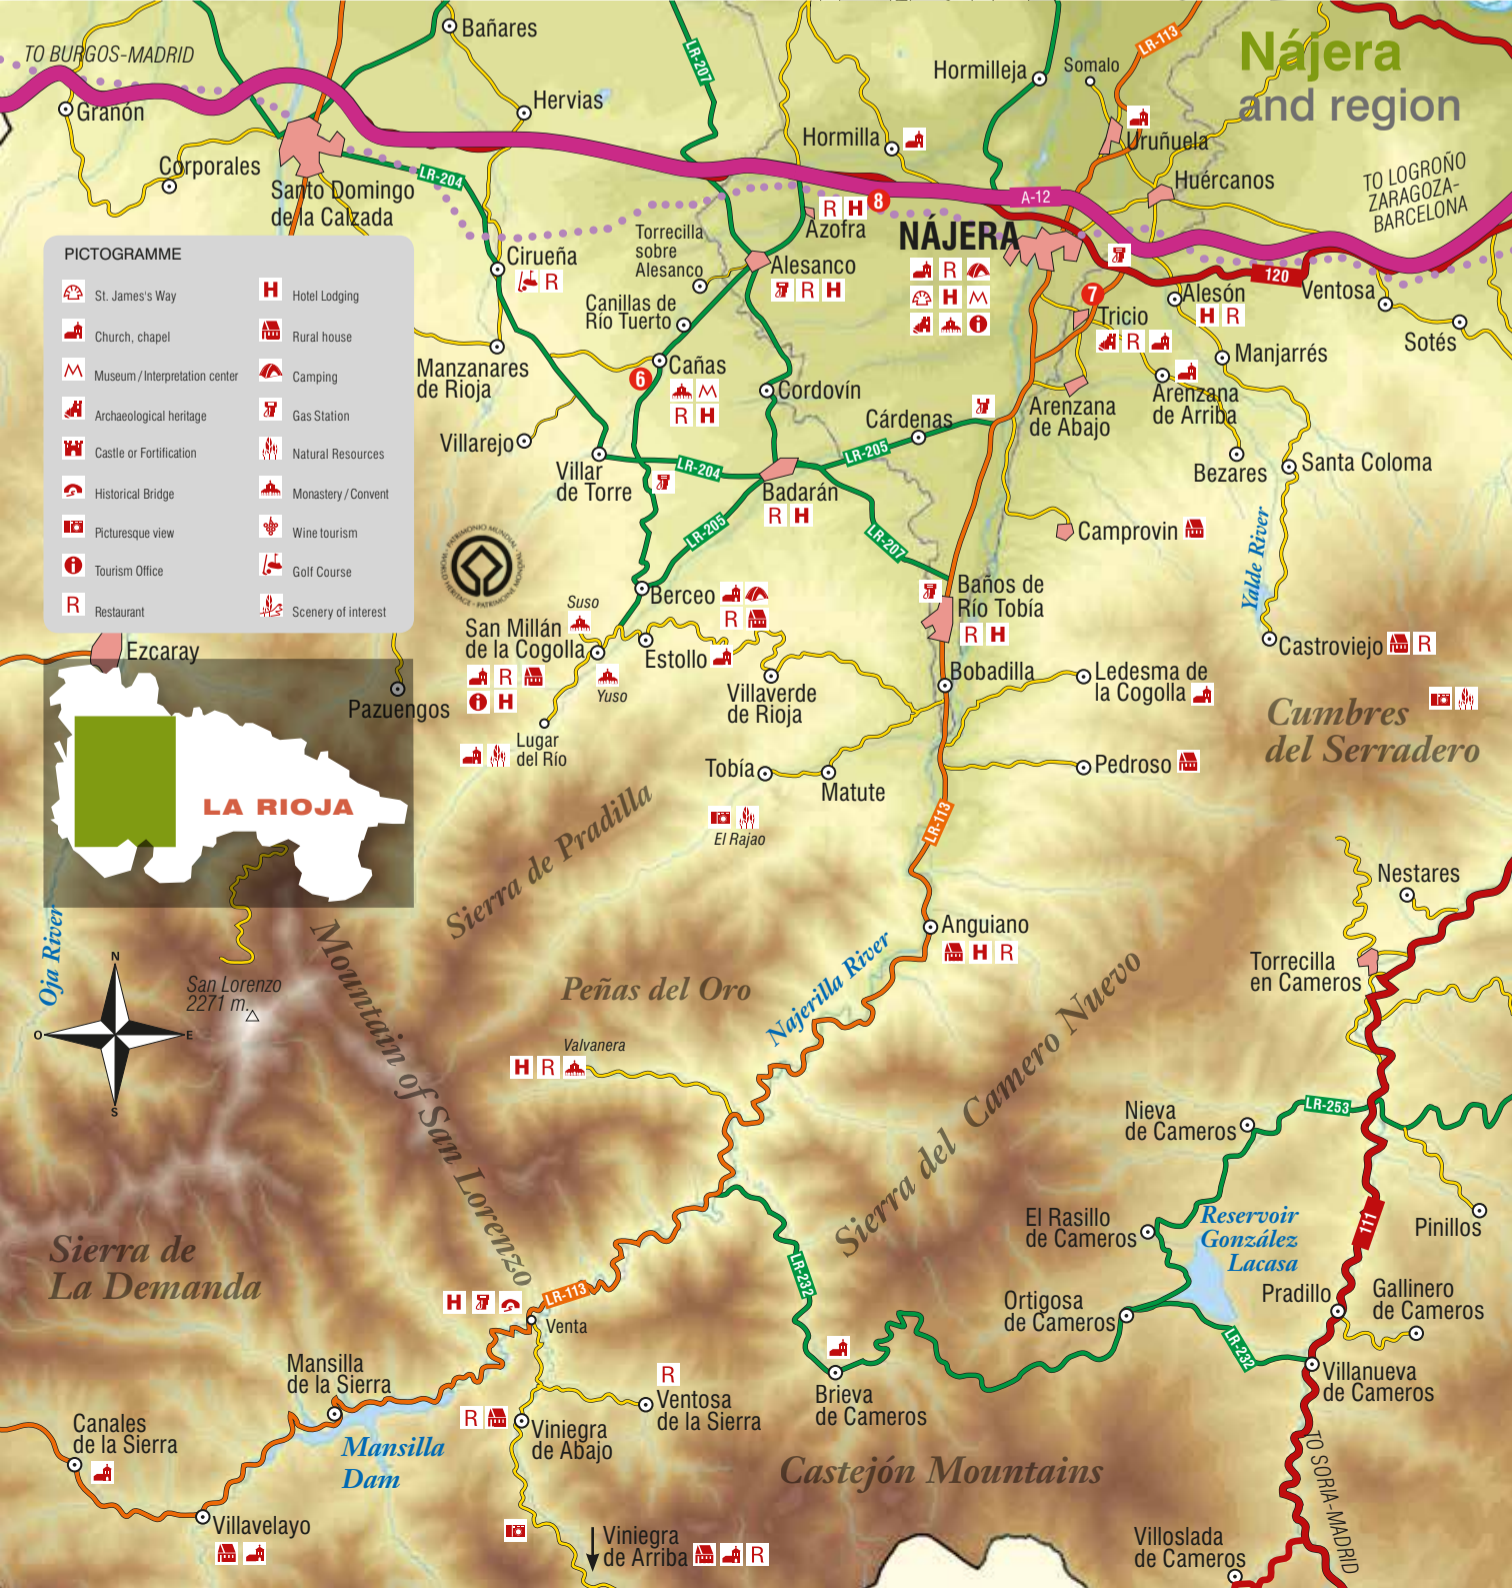 Nájera
and region
TO BURGOS-MADRID
Bañares
LR-207
LR-113
Hormilleja
Somalo
Grañón
Hervias
Hormilla
Uruñuela
Corporales
LR-204
Santo Domingo
de la Calzada
A-12
Huércanos
TO LOGROÑO
ZARAGOZA-
BARCELONA
R H
8
Azofra
NÁJERA
R
H
i
Torrecilla
sobre
Alesanco
Cirueña
R
Alesanco
R H
120
7
Alesón
H R
Ventosa
Canillas de
Río Tuerto
Tricio
R
Sotés
PICTOGRAMME
St. James's Way
H Hotel Lodging
Church, chapel
Rural house
Museum / Interpretation center
Camping
Archaeological heritage
Gas Station
Castle or Fortification
Natural Resources
Historical Bridge
Monastery / Convent
Picturesque view
Wine tourism
i Tourism Office
Golf Course
R Restaurant
Scenery of interest
Manzanares
de Rioja
6
Cañas
R H
Cordovín
Manjarrés
Arenzana
de Arriba
Arenzana
de Abajo
Cárdenas
LR-205
Villarejo
Villar
de Torre
LR-204
Badarán
R H
Bezares
Santa Coloma
LR-205
LR-207
Camprovin
Yalde River
PATRIMONIO MUNDIAL
WORLD HERITAGE
PATRIMOINE MONDIAL
Baños de
Río Tobía
R H
Berceo
R
Suso
San Millán
de la Cogolla
R
i H
Yuso
Estollo
Castroviejo
R
Ezcaray
Pazuengos
Villaverde
de Rioja
Bobadilla
Ledesma de
la Cogolla
Cumbres
del Serradero
Lugar
del Río
Tobía
Matute
Pedroso
LA RIOJA
El Rajao
LR-113
Sierra de Pradilla
Nestares
Oja River
Mountain of San Lorenzo
Anguiano
H R
Torrecilla
en Cameros
San Lorenzo
2271 m.
N
O
E
S
Peñas del Oro
Najerilla River
Sierra del Camero Nuevo
Valvanera
H R
Nieva
de Cameros
LR-253
Sierra de
La Demanda
El Rasillo
de Cameros
Reservoir
González
Lacasa
111
Pinillos
LR-232
Ortigosa
de Cameros
Pradillo
Gallinero
de Cameros
H
LR-113
Venta
LR-232
Mansilla
de la Sierra
R
Ventosa
de la Sierra
Brieva
de Cameros
Villanueva
de Cameros
Canales
de la Sierra
R
Viniegra
de Abajo
Mansilla
Dam
Castejón Mountains
TO SORIA-MADRID
Villavelayo
Viniegra
de Arriba
R
Villoslada
de Cameros